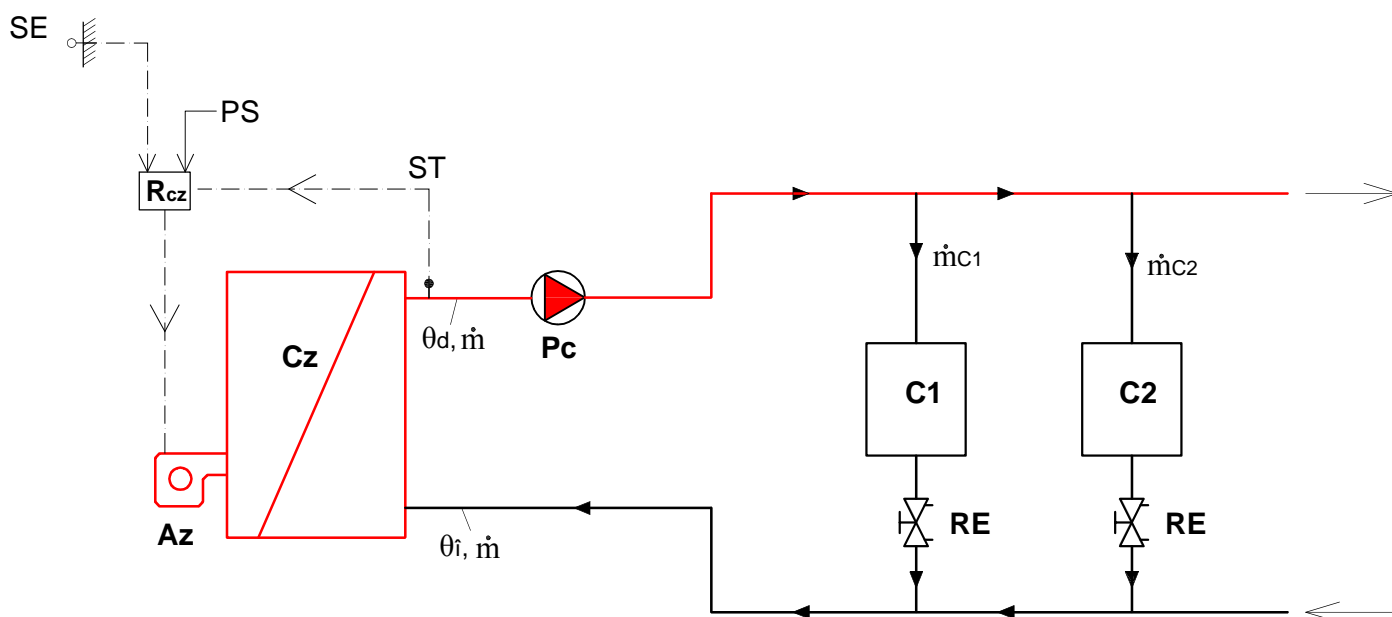 SE
PS
Rcz
ST
ṁC1
ṁC2
θd, ṁ
Pc
Cz
C1
C2
Az
θî, ṁ
RE
RE